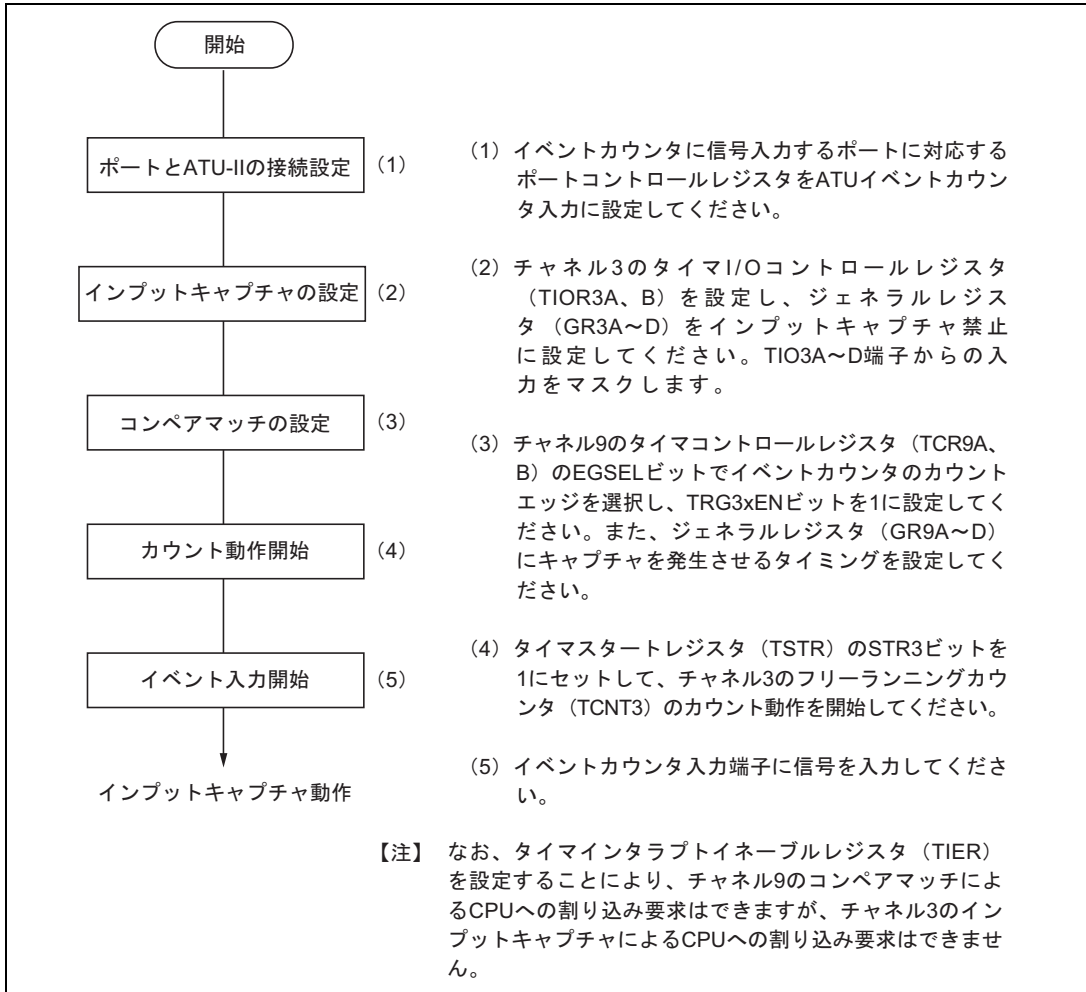 開始
ポートとATU-IIの接続設定 (1)
インプットキャプチャの設定 (2)
コンペアマッチの設定 (3)
カウント動作開始 (4)
イベント入力開始 (5)
インプットキャプチャ動作
(1) イベントカウンタに信号入力するポートに対応する
ポートコントロールレジスタをATUイベントカウン
タ入力に設定してください。
(2) チャネル3のタイマI/Oコントロールレジスタ
(TIOR3A、B)を設定し、ジェネラルレジス
タ(GR3A～D)をインプットキャプチャ禁止
に設定してください。TIO3A～D端子からの入
力をマスクします。
(3) チャネル9のタイマコントロールレジスタ(TCR9A、
B)のEGSELビットでイベントカウンタのカウント
エッジを選択し、TRG3xENビットを1に設定してく
ださい。また、ジェネラルレジスタ(GR9A～D)
にキャプチャを発生させるタイミングを設定してく
ださい。
(4) タイマスタートレジスタ(TSTR)のSTR3ビットを
1にセットして、チャネル3のフリーランニングカウ
ンタ(TCNT3)のカウント動作を開始してください。
(5) イベントカウンタ入力端子に信号を入力してくださ
い。
【注】 なお、タイマインタラプトイネーブルレジスタ(TIER)
を設定することにより、チャネル9のコンペアマッチによ
るCPUへの割り込み要求はできますが、チャネル3のイン
プットキャプチャによるCPUへの割り込み要求はできませ
ん。